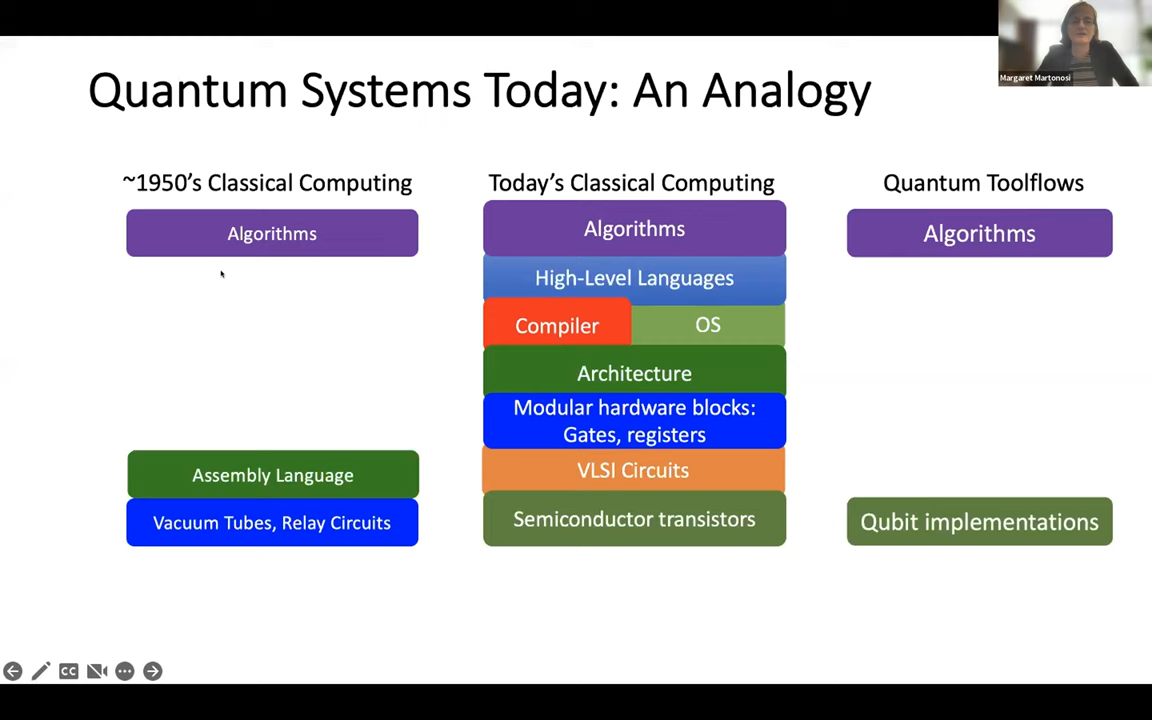 Margaret Martonosi
Quantum Systems Today: An Analogy
~1950's Classical Computing
Algorithms
Assembly Language
Vacuum Tubes, Relay Circuits
Today's Classical Computing
Algorithms
High-Level Languages
Compiler
OS
Architecture
Modular hardware blocks:
Gates, registers
VLSI Circuits
Semiconductor transistors
Quantum Toolflows
Algorithms
Qubit implementations
CC